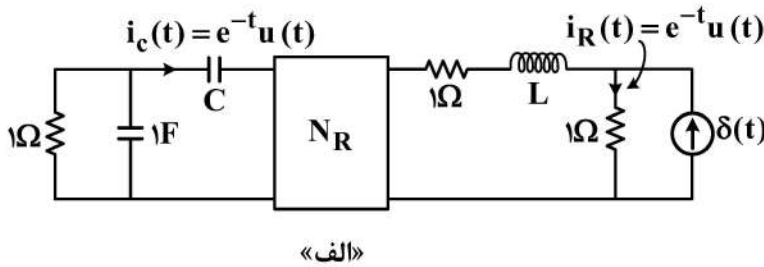 i_c(t) = e^{-t} u(t)
i_R(t) = e^{-t} u(t)
C
۱Ω
L
۱Ω
۱F
N_R
۱Ω
δ(t)
«الف»